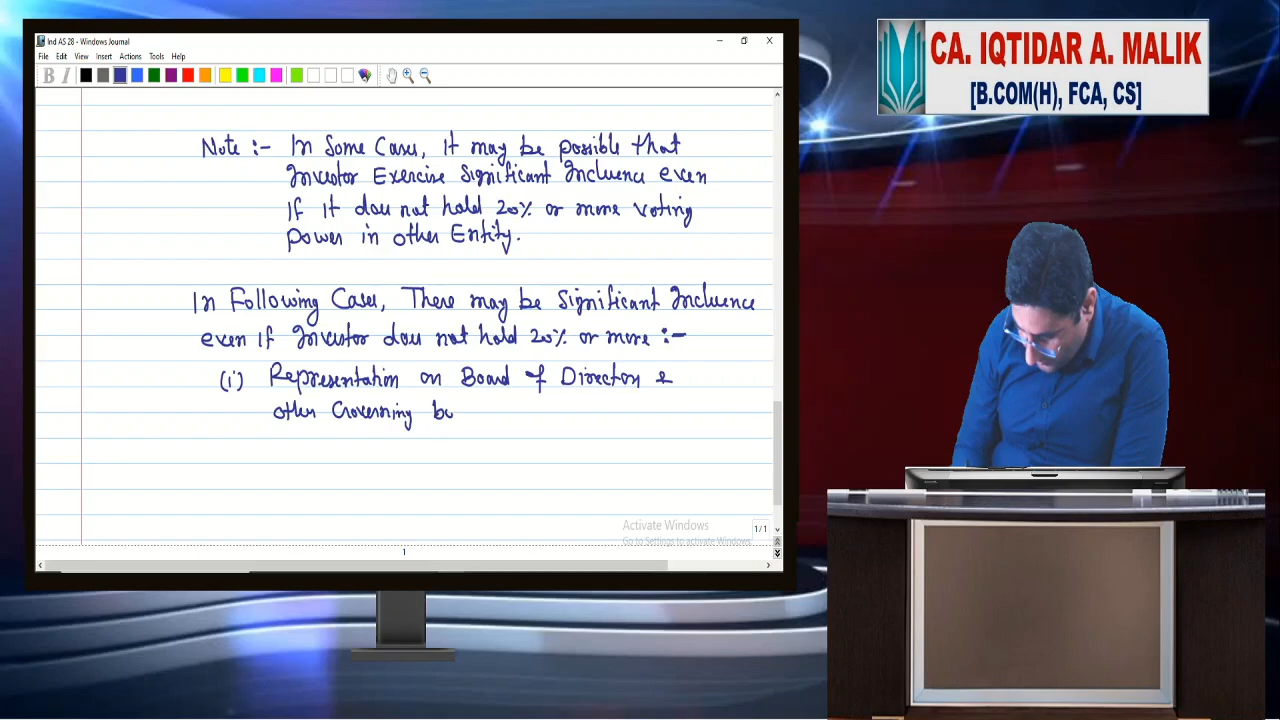 Ind AS 28 - Windows Journal
File Edit View Insert Actions Tools Help
B I
CA. IQTIDAR A. MALIK
[B.COM(H), FCA, CS]
Note :- In Some Cases, It may be possible that
Investor Exercise Significant Incluence even
If it does not hold 20% or more voting
power in other Entity.
In Following Cases, There may be Significant Incluence
even if Investor does not hold 20% or more :-
(i) Representation on Board of Directors &
other Governing bo
Activate Windows
Go to Settings to activate Windows.
1/1
1